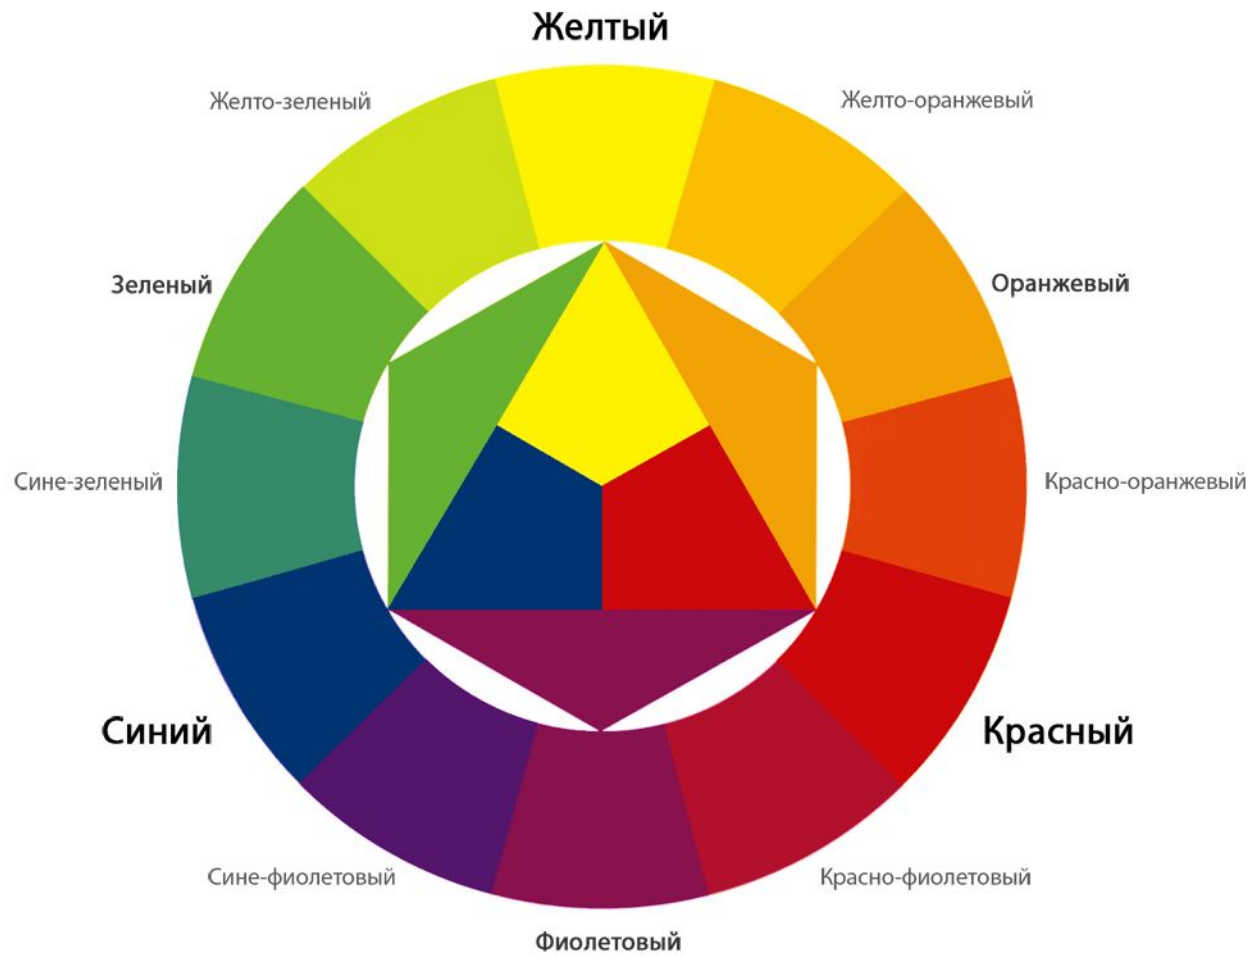 Желтый
Желто-зеленый
Желто-оранжевый
Зеленый
Оранжевый
Сине-зеленый
Красно-оранжевый
Синий
Красный
Сине-фиолетовый
Красно-фиолетовый
Фиолетовый